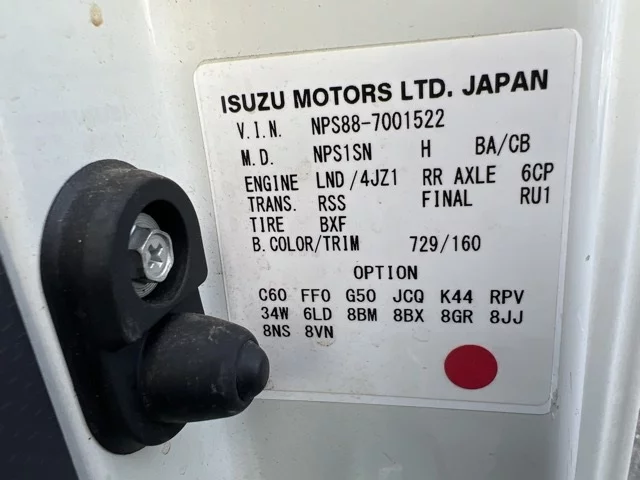 ISUZU MOTORS LTD. JAPAN
V.I.N. NPS88-7001522
M.D. NPS1SN H BA/CB
ENGINE LND/4JZ1 RR AXLE 6CP
TRANS. RSS FINAL RU1
TIRE BXF
B.COLOR/TRIM 729/160
OPTION
C60 FF0 G50 JCQ K44 RPV
34W 6LD 8BM 8BX 8GR 8JJ
8NS 8VN